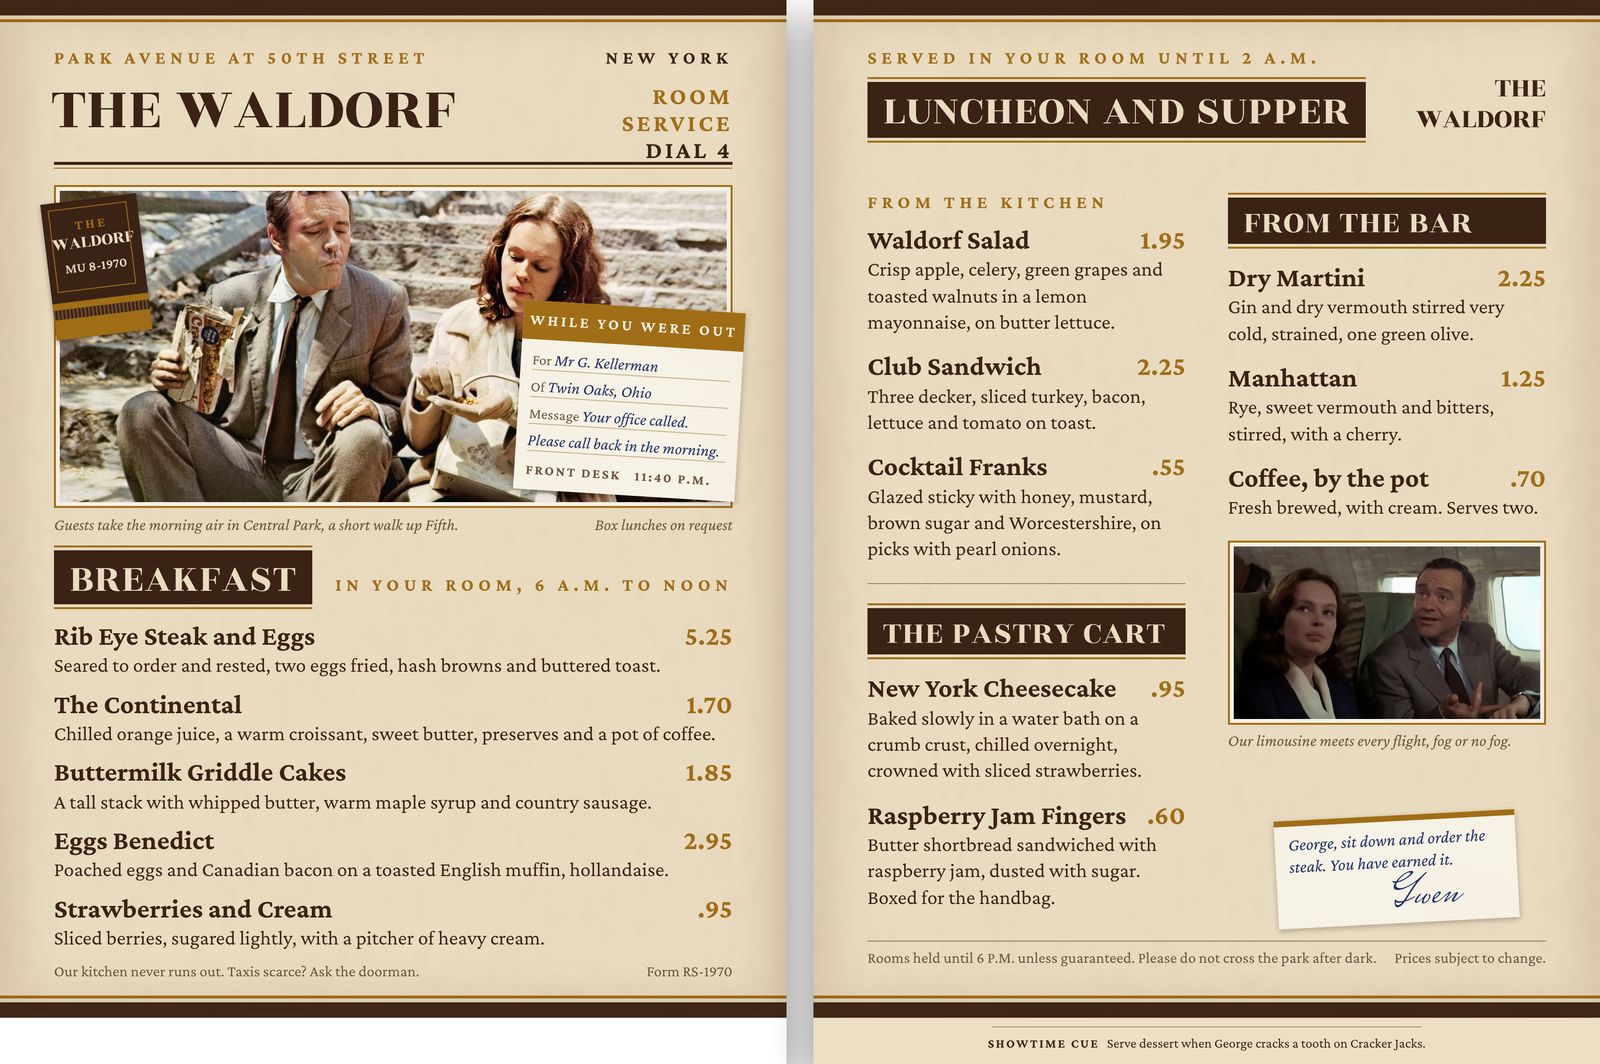 PARK AVENUE AT 50TH STREET
NEW YORK
THE WALDORF
ROOM
SERVICE
DIAL 4
THE
WALDORF
MU 8-1970
WHILE YOU WERE OUT
For Mr G. Kellerman
Of Twin Oaks, Ohio
Message Your office called.
Please call back in the morning.
FRONT DESK 11:40 P.M.
Guests take the morning air in Central Park, a short walk up Fifth.
Box lunches on request
BREAKFAST
IN YOUR ROOM, 6 A.M. TO NOON
Rib Eye Steak and Eggs 5.25
Seared to order and rested, two eggs fried, hash browns and buttered toast.
The Continental 1.70
Chilled orange juice, a warm croissant, sweet butter, preserves and a pot of coffee.
Buttermilk Griddle Cakes 1.85
A tall stack with whipped butter, warm maple syrup and country sausage.
Eggs Benedict 2.95
Poached eggs and Canadian bacon on a toasted English muffin, hollandaise.
Strawberries and Cream .95
Sliced berries, sugared lightly, with a pitcher of heavy cream.
Our kitchen never runs out. Taxis scarce? Ask the doorman.
Form RS-1970
SERVED IN YOUR ROOM UNTIL 2 A.M.
LUNCHEON AND SUPPER
THE
WALDORF
FROM THE KITCHEN
Waldorf Salad 1.95
Crisp apple, celery, green grapes and
toasted walnuts in a lemon
mayonnaise, on butter lettuce.
Club Sandwich 2.25
Three decker, sliced turkey, bacon,
lettuce and tomato on toast.
Cocktail Franks .55
Glazed sticky with honey, mustard,
brown sugar and Worcestershire, on
picks with pearl onions.
THE PASTRY CART
New York Cheesecake .95
Baked slowly in a water bath on a
crumb crust, chilled overnight,
crowned with sliced strawberries.
Raspberry Jam Fingers .60
Butter shortbread sandwiched with
raspberry jam, dusted with sugar.
Boxed for the handbag.
FROM THE BAR
Dry Martini 2.25
Gin and dry vermouth stirred very
cold, strained, one green olive.
Manhattan 1.25
Rye, sweet vermouth and bitters,
stirred, with a cherry.
Coffee, by the pot .70
Fresh brewed, with cream. Serves two.
Our limousine meets every flight, fog or no fog.
George, sit down and order the
steak. You have earned it.
Gwen
Rooms held until 6 P.M. unless guaranteed. Please do not cross the park after dark.
Prices subject to change.
SHOWTIME CUE Serve dessert when George cracks a tooth on Cracker Jacks.